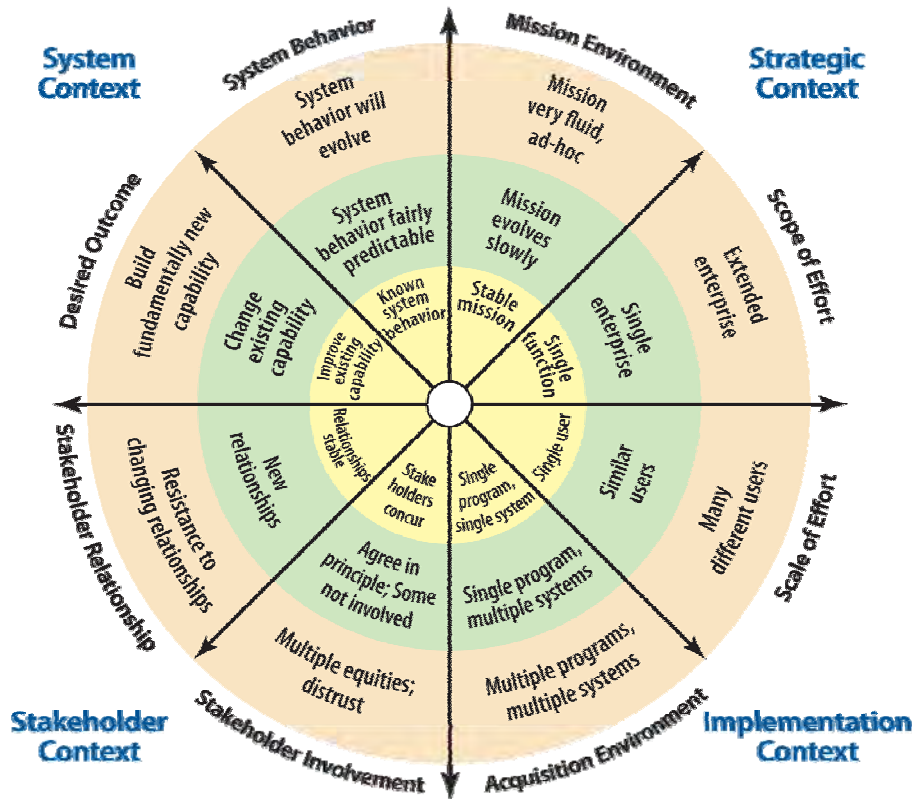 System
Context
System Behavior
Mission Environment
Strategic
Context
System
behavior will
evolve
Mission
very fluid,
ad-hoc
Desired Outcome
Build
fundamentally new
capability
System
behavior fairly
predictable
Mission
evolves
slowly
Extended
enterprise
Scope of Effort
Change
existing
capability
Known
system
behavior
Stable
mission
Single
enterprise
Improve
existing
capability
Single
function
Stakeholder Relationship
Resistance to
changing relationships
New
relationships
Relationships
stable
Stake
holders
concur
Single
program,
single system
Single user
Similar
users
Many
different users
Scale of Effort
Agree in
principle; Some
not involved
Single program,
multiple systems
Multiple equities;
distrust
Multiple programs,
multiple systems
Stakeholder
Context
Stakeholder Involvement
Acquisition Environment
Implementation
Context